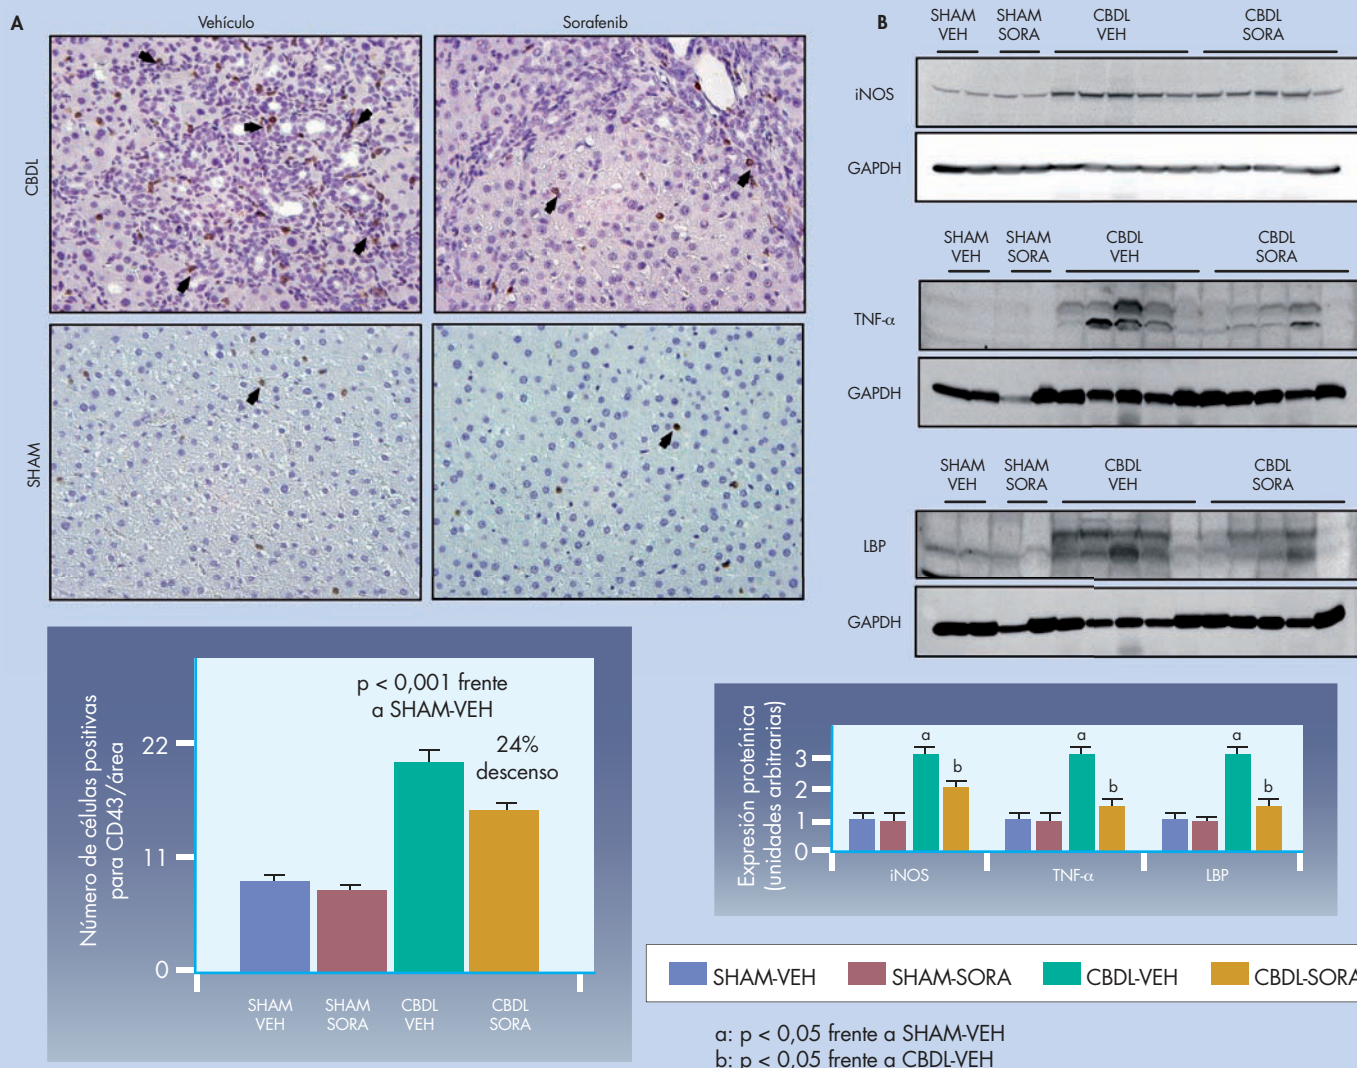 A
Vehículo
Sorafenib
CBDL
SHAM
B
SHAM
VEH
SHAM
SORA
CBDL
VEH
CBDL
SORA
iNOS
GAPDH
SHAM
VEH
SHAM
SORA
CBDL
VEH
CBDL
SORA
TNF-α
GAPDH
SHAM
VEH
SHAM
SORA
CBDL
VEH
CBDL
SORA
LBP
GAPDH
Número de células positivas
para CD43/área
22
11
0
p < 0,001 frente
a SHAM-VEH
24%
descenso
SHAM
VEH
SHAM
SORA
CBDL
VEH
CBDL
SORA
Expresión proteínica
(unidades arbitrarias)
3
2
1
0
a
b
a
b
a
b
iNOS
TNF-α
LBP
SHAM-VEH
SHAM-SORA
CBDL-VEH
CBDL-SORA
a: p < 0,05 frente a SHAM-VEH
b: p < 0,05 frente a CBDL-VEH